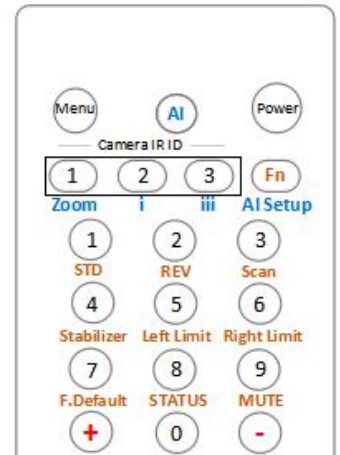 Menu AI Power
Camera IR ID
1 2 3 Fn
Zoom i iii AI Setup
1 2 3
STD REV Scan
4 5 6
Stabilizer Left Limit Right Limit
7 8 9
F.Default STATUS MUTE
+ 0 -